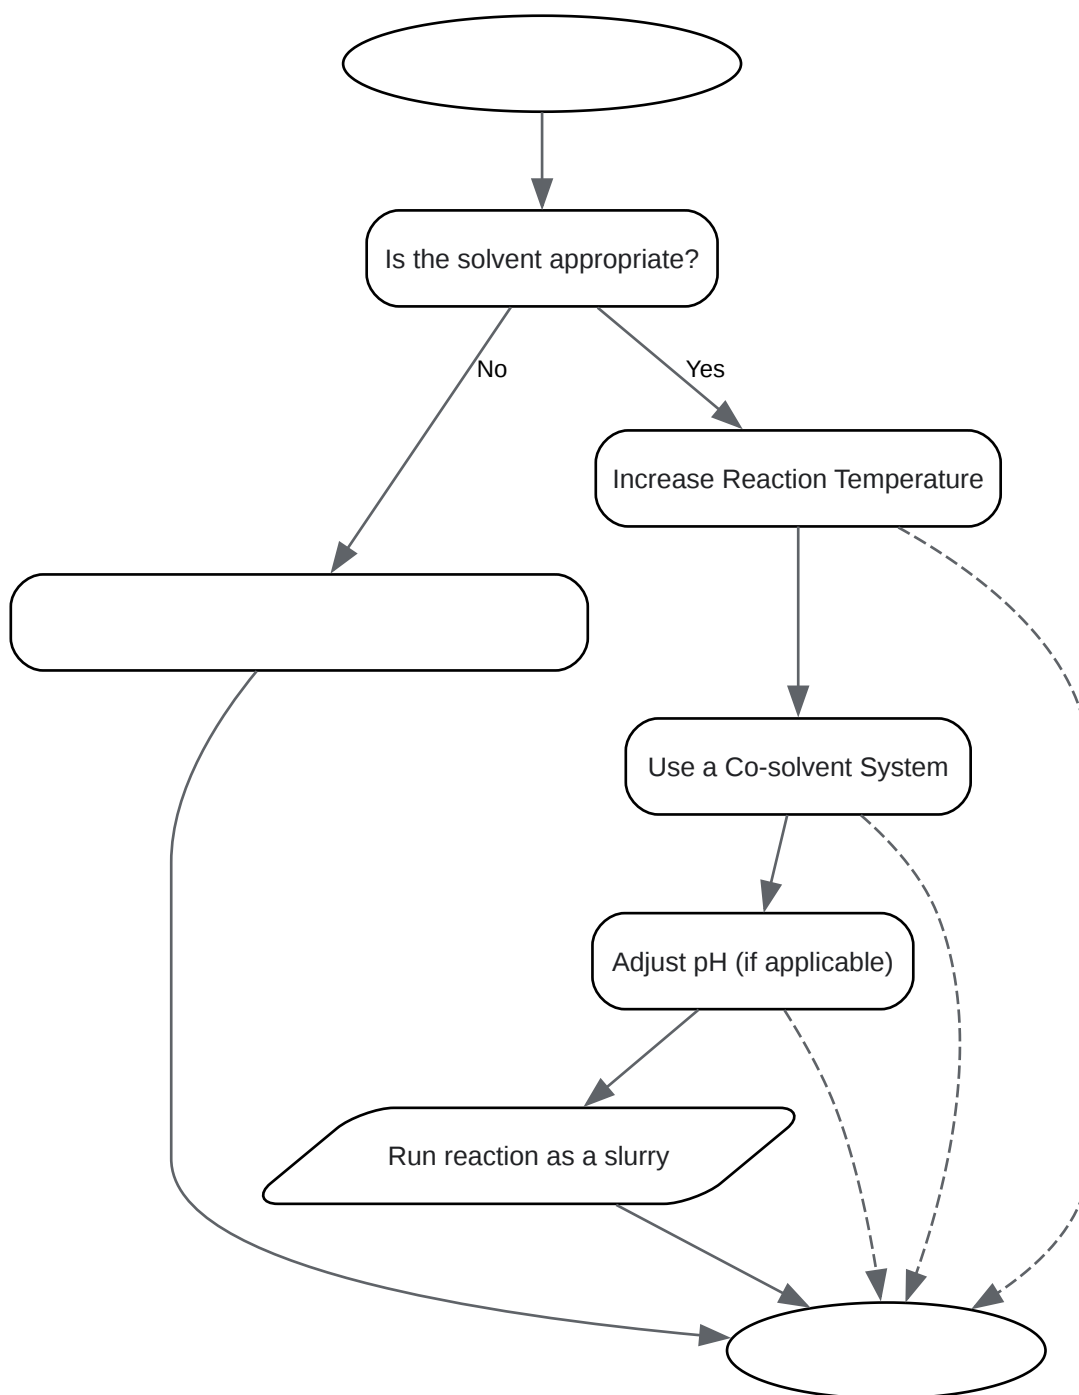 Is the solvent appropriate?
No
Yes
Increase Reaction Temperature
Use a Co-solvent System
Adjust pH (if applicable)
Run reaction as a slurry